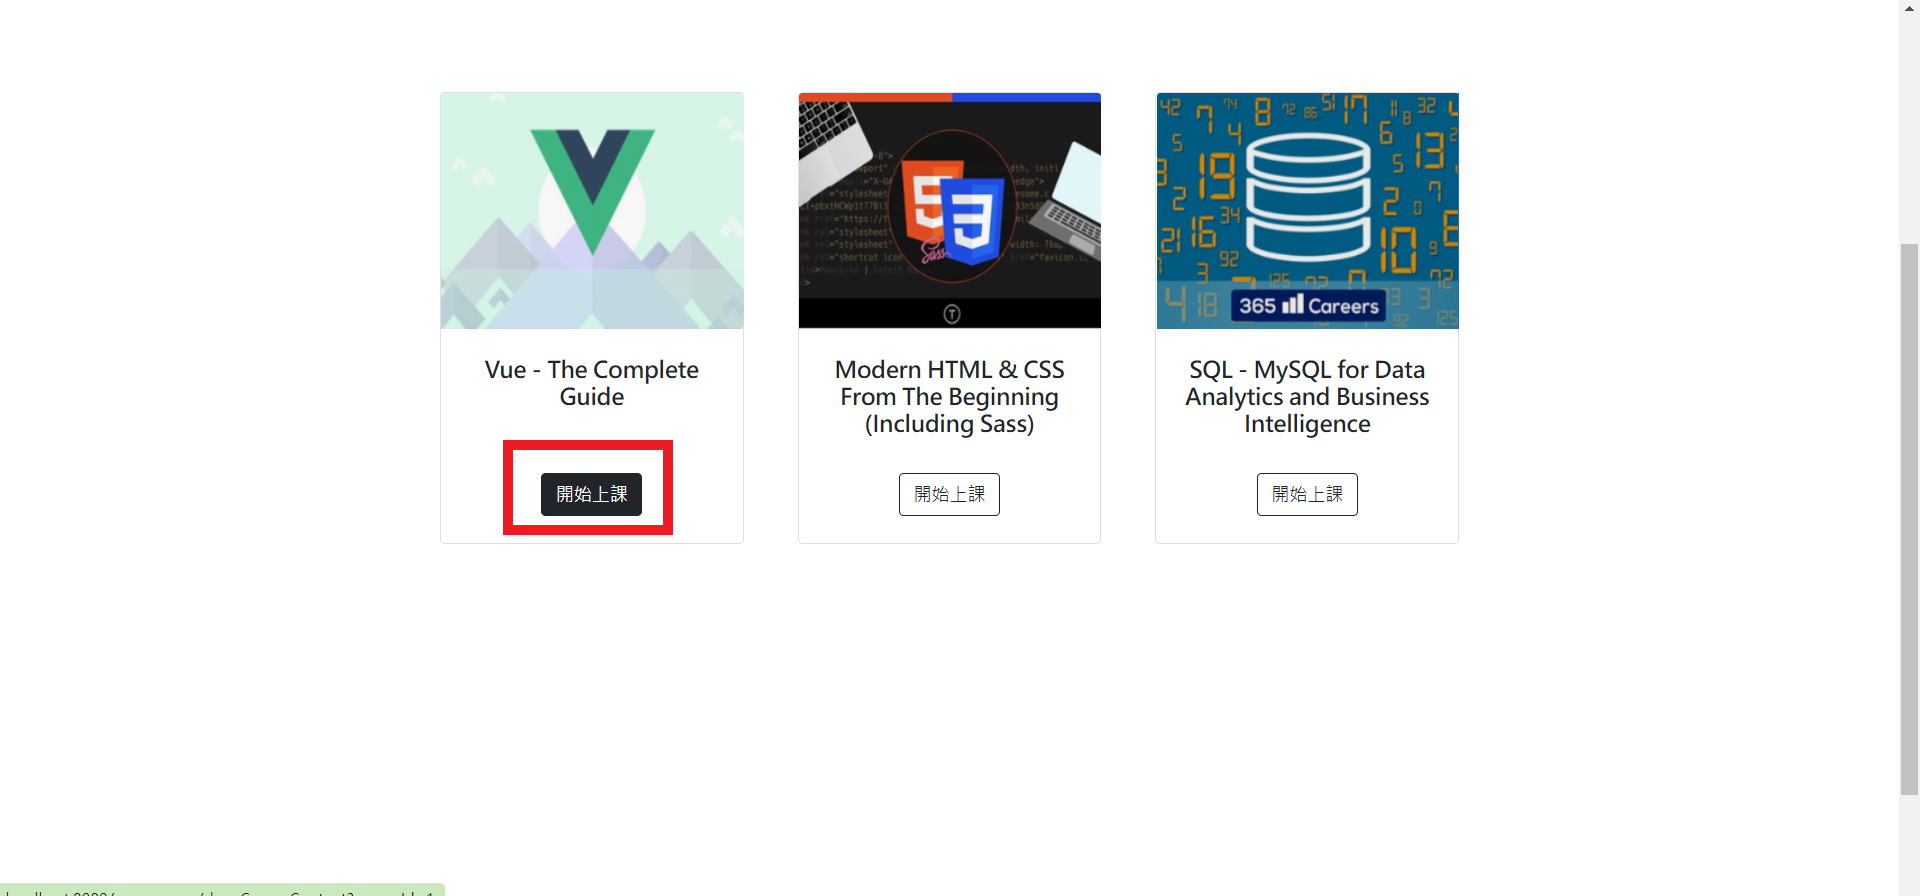 365 Careers
Vue - The Complete
Guide
Modern HTML & CSS
From The Beginning
(Including Sass)
SQL - MySQL for Data
Analytics and Business
Intelligence
開始上課
開始上課
開始上課